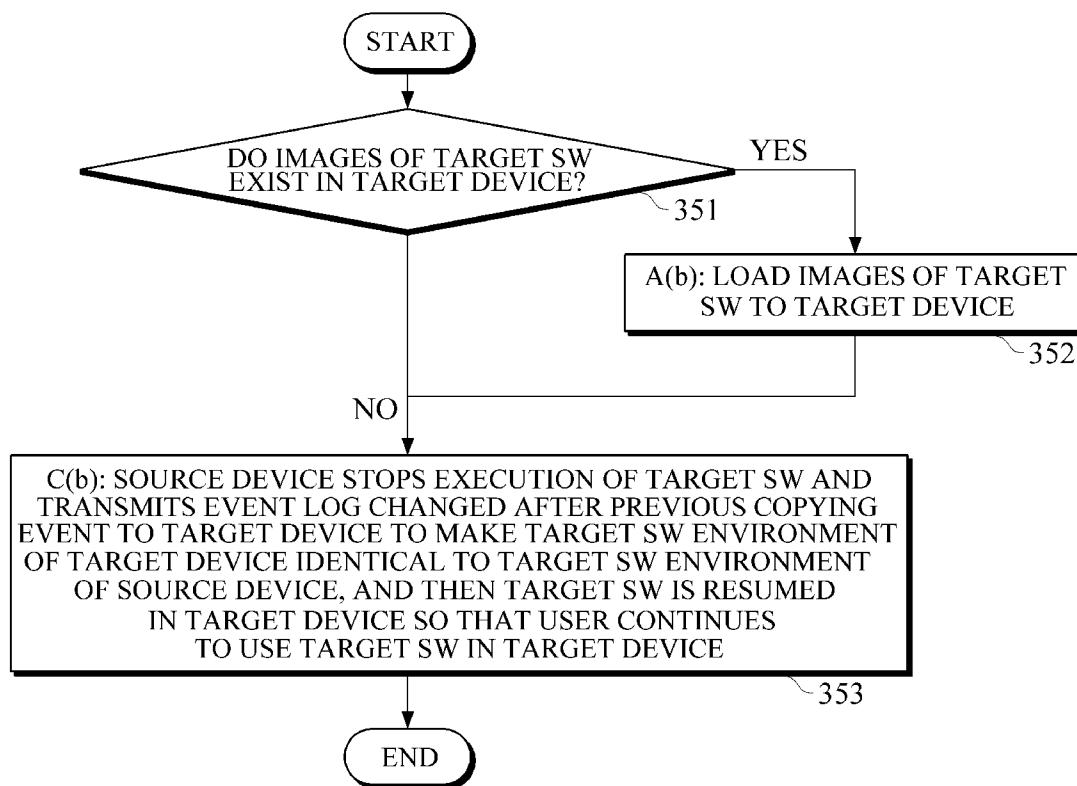 START
DO IMAGES OF TARGET SW
EXIST IN TARGET DEVICE?
YES
351
A(b): LOAD IMAGES OF TARGET
SW TO TARGET DEVICE
352
NO
C(b): SOURCE DEVICE STOPS EXECUTION OF TARGET SW AND
TRANSMITS EVENT LOG CHANGED AFTER PREVIOUS COPYING
EVENT TO TARGET DEVICE TO MAKE TARGET SW ENVIRONMENT
OF TARGET DEVICE IDENTICAL TO TARGET SW ENVIRONMENT
OF SOURCE DEVICE, AND THEN TARGET SW IS RESUMED
IN TARGET DEVICE SO THAT USER CONTINUES
TO USE TARGET SW IN TARGET DEVICE
353
END